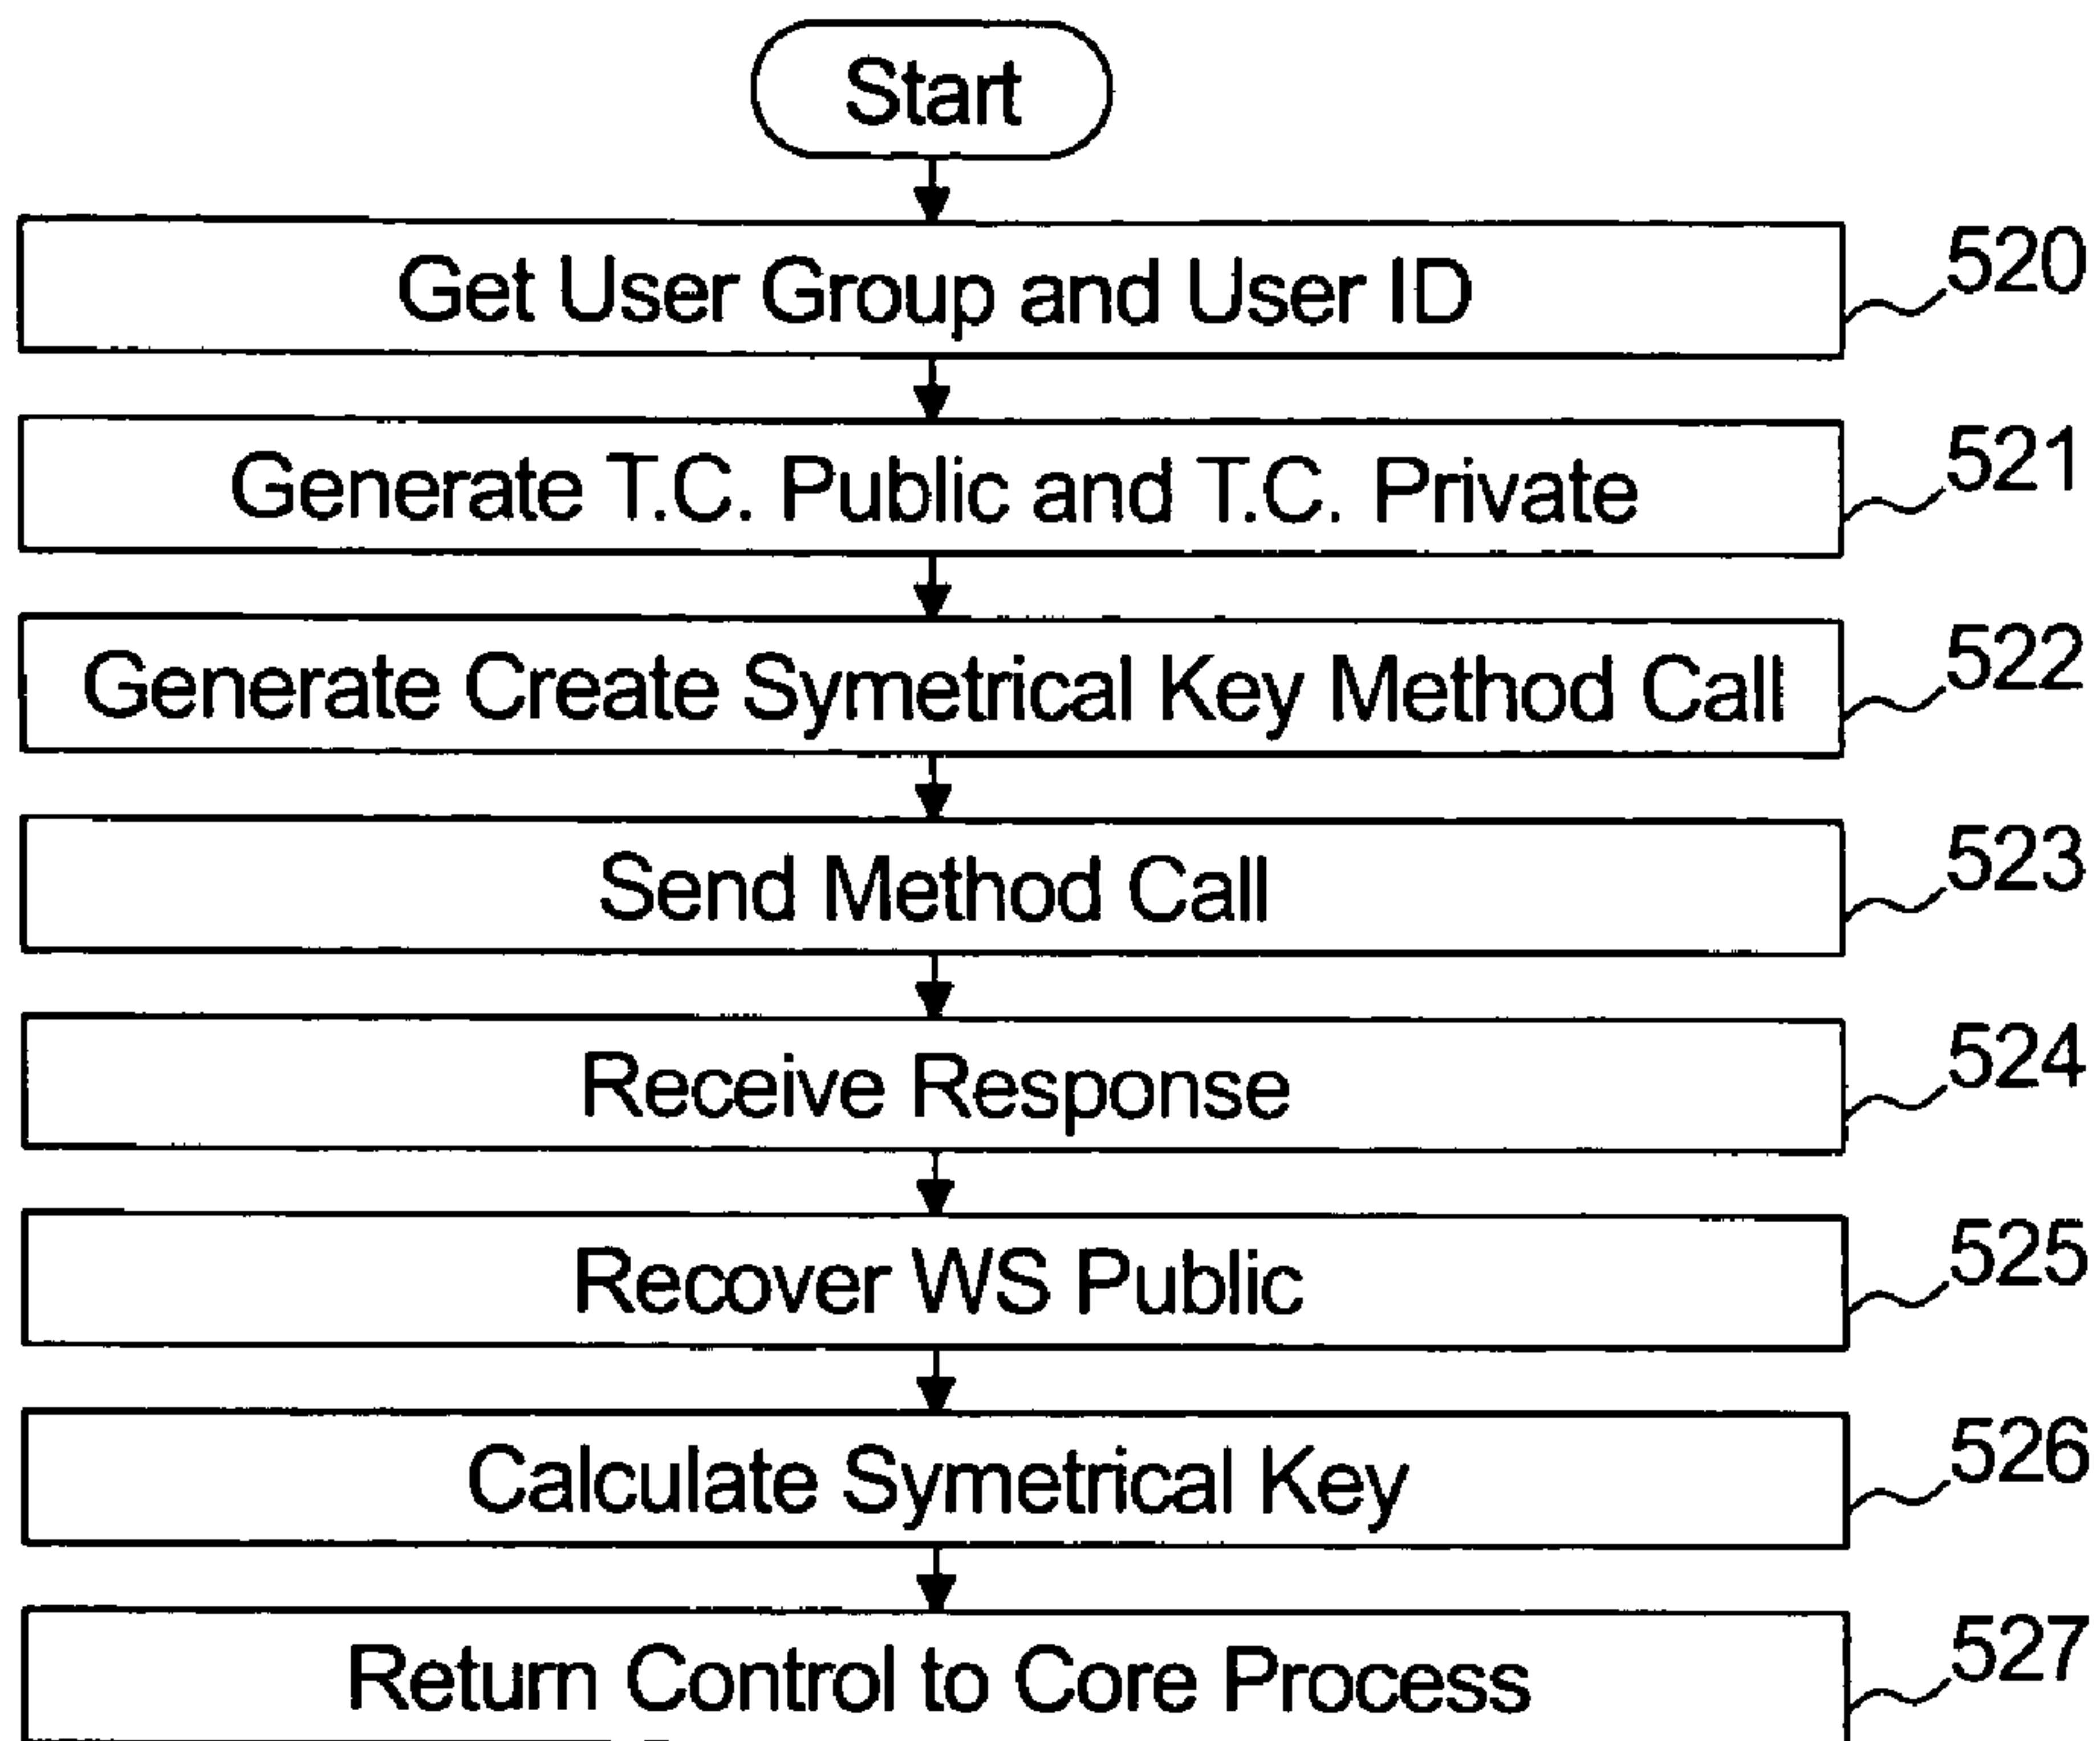 Start
Get User Group and User ID
520
Generate T.C. Public and T.C. Private
521
Generate Create Symetrical Key Method Call
522
Send Method Call
523
Receive Response
524
Recover WS Public
525
Calculate Symetrical Key
526
Return Control to Core Process
527